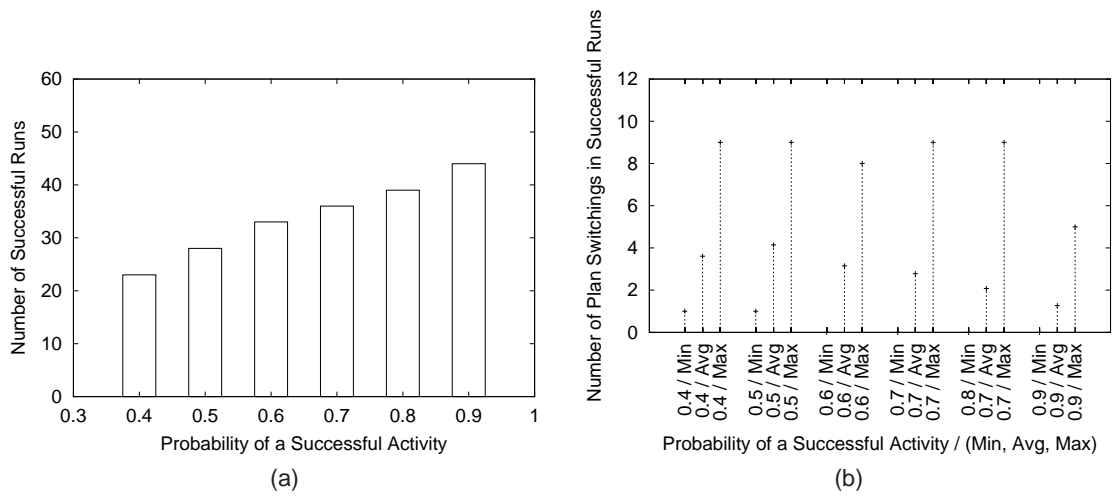 Number of Successful Runs
60
50
40
30
20
10
0
0.3 0.4 0.5 0.6 0.7 0.8 0.9 1
Probability of a Successful Activity
(a)
Number of Plan Switchings in Successful Runs
12
10
8
6
4
2
0
0.4 / Min
0.4 / Avg
0.4 / Max
0.5 / Min
0.5 / Avg
0.5 / Max
0.6 / Min
0.6 / Avg
0.6 / Max
0.7 / Min
0.7 / Avg
0.7 / Max
0.8 / Min
0.7 / Avg
0.7 / Max
0.9 / Min
0.9 / Avg
0.9 / Max
Probability of a Successful Activity / (Min, Avg, Max)
(b)